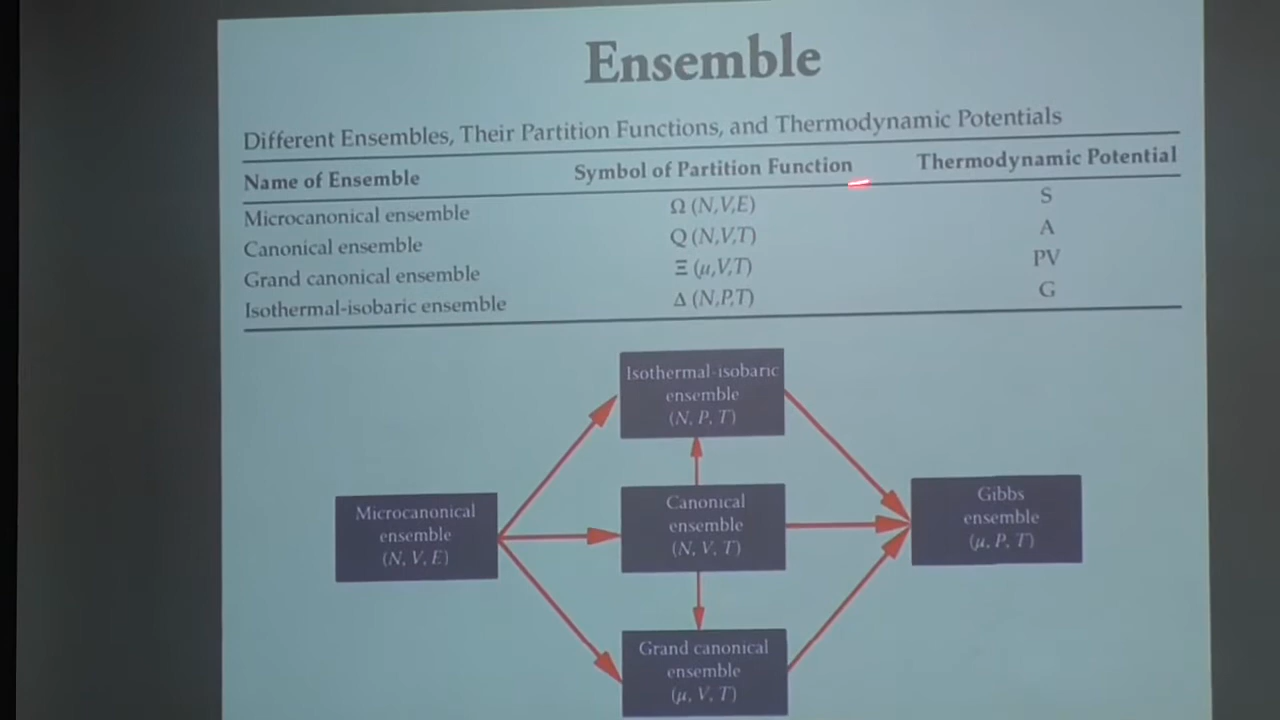 Ensemble
Different Ensembles, Their Partition Functions, and Thermodynamic Potentials
Name of Ensemble Symbol of Partition Function Thermodynamic Potential
Microcanonical ensemble Ω (N,V,E) S
Canonical ensemble Q (N,V,T) A
Grand canonical ensemble Ξ (μ,V,T) PV
Isothermal-isobaric ensemble Δ (N,P,T) G
Isothermal-isobaric
ensemble
(N, P, T)
Microcanonical
ensemble
(N, V, E)
Canonical
ensemble
(N, V, T)
Gibbs
ensemble
(μ, P, T)
Grand canonical
ensemble
(μ, V, T)